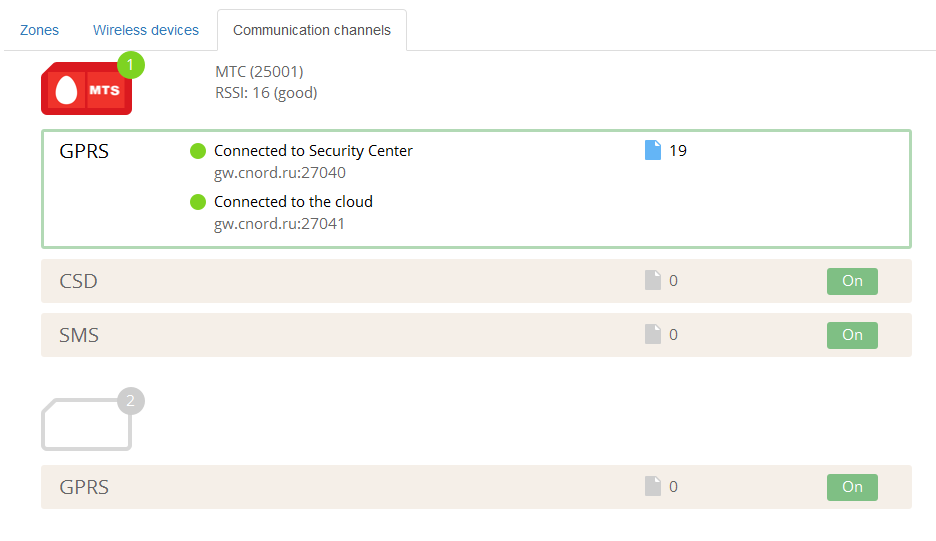 Zones Wireless devices Communication channels
1
MTS
MTC (25001)
RSSI: 16 (good)
GPRS Connected to Security Center 19
gw.cnord.ru:27040
Connected to the cloud
gw.cnord.ru:27041
CSD 0 On
SMS 0 On
2
GPRS 0 On